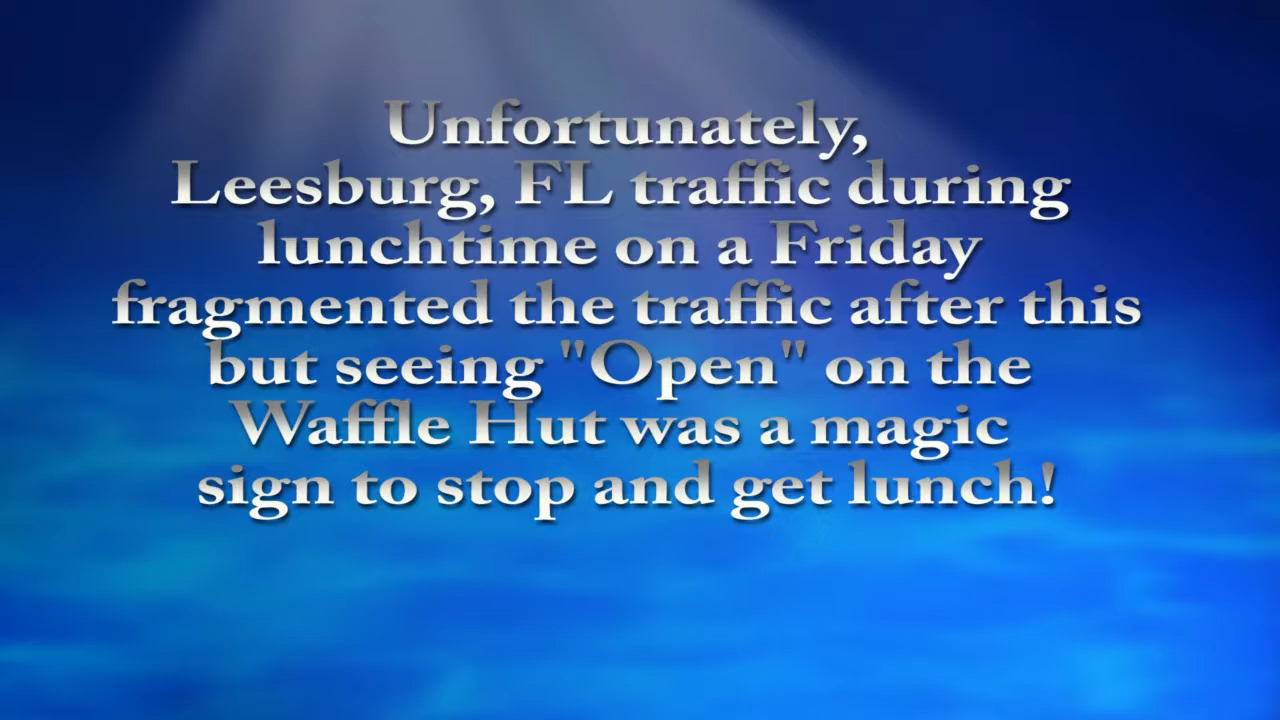 Unfortunately,
Leesburg, FL traffic during
lunchtime on a Friday
fragmented the traffic after this
but seeing "Open" on the
Waffle Hut was a magic
sign to stop and get lunch!